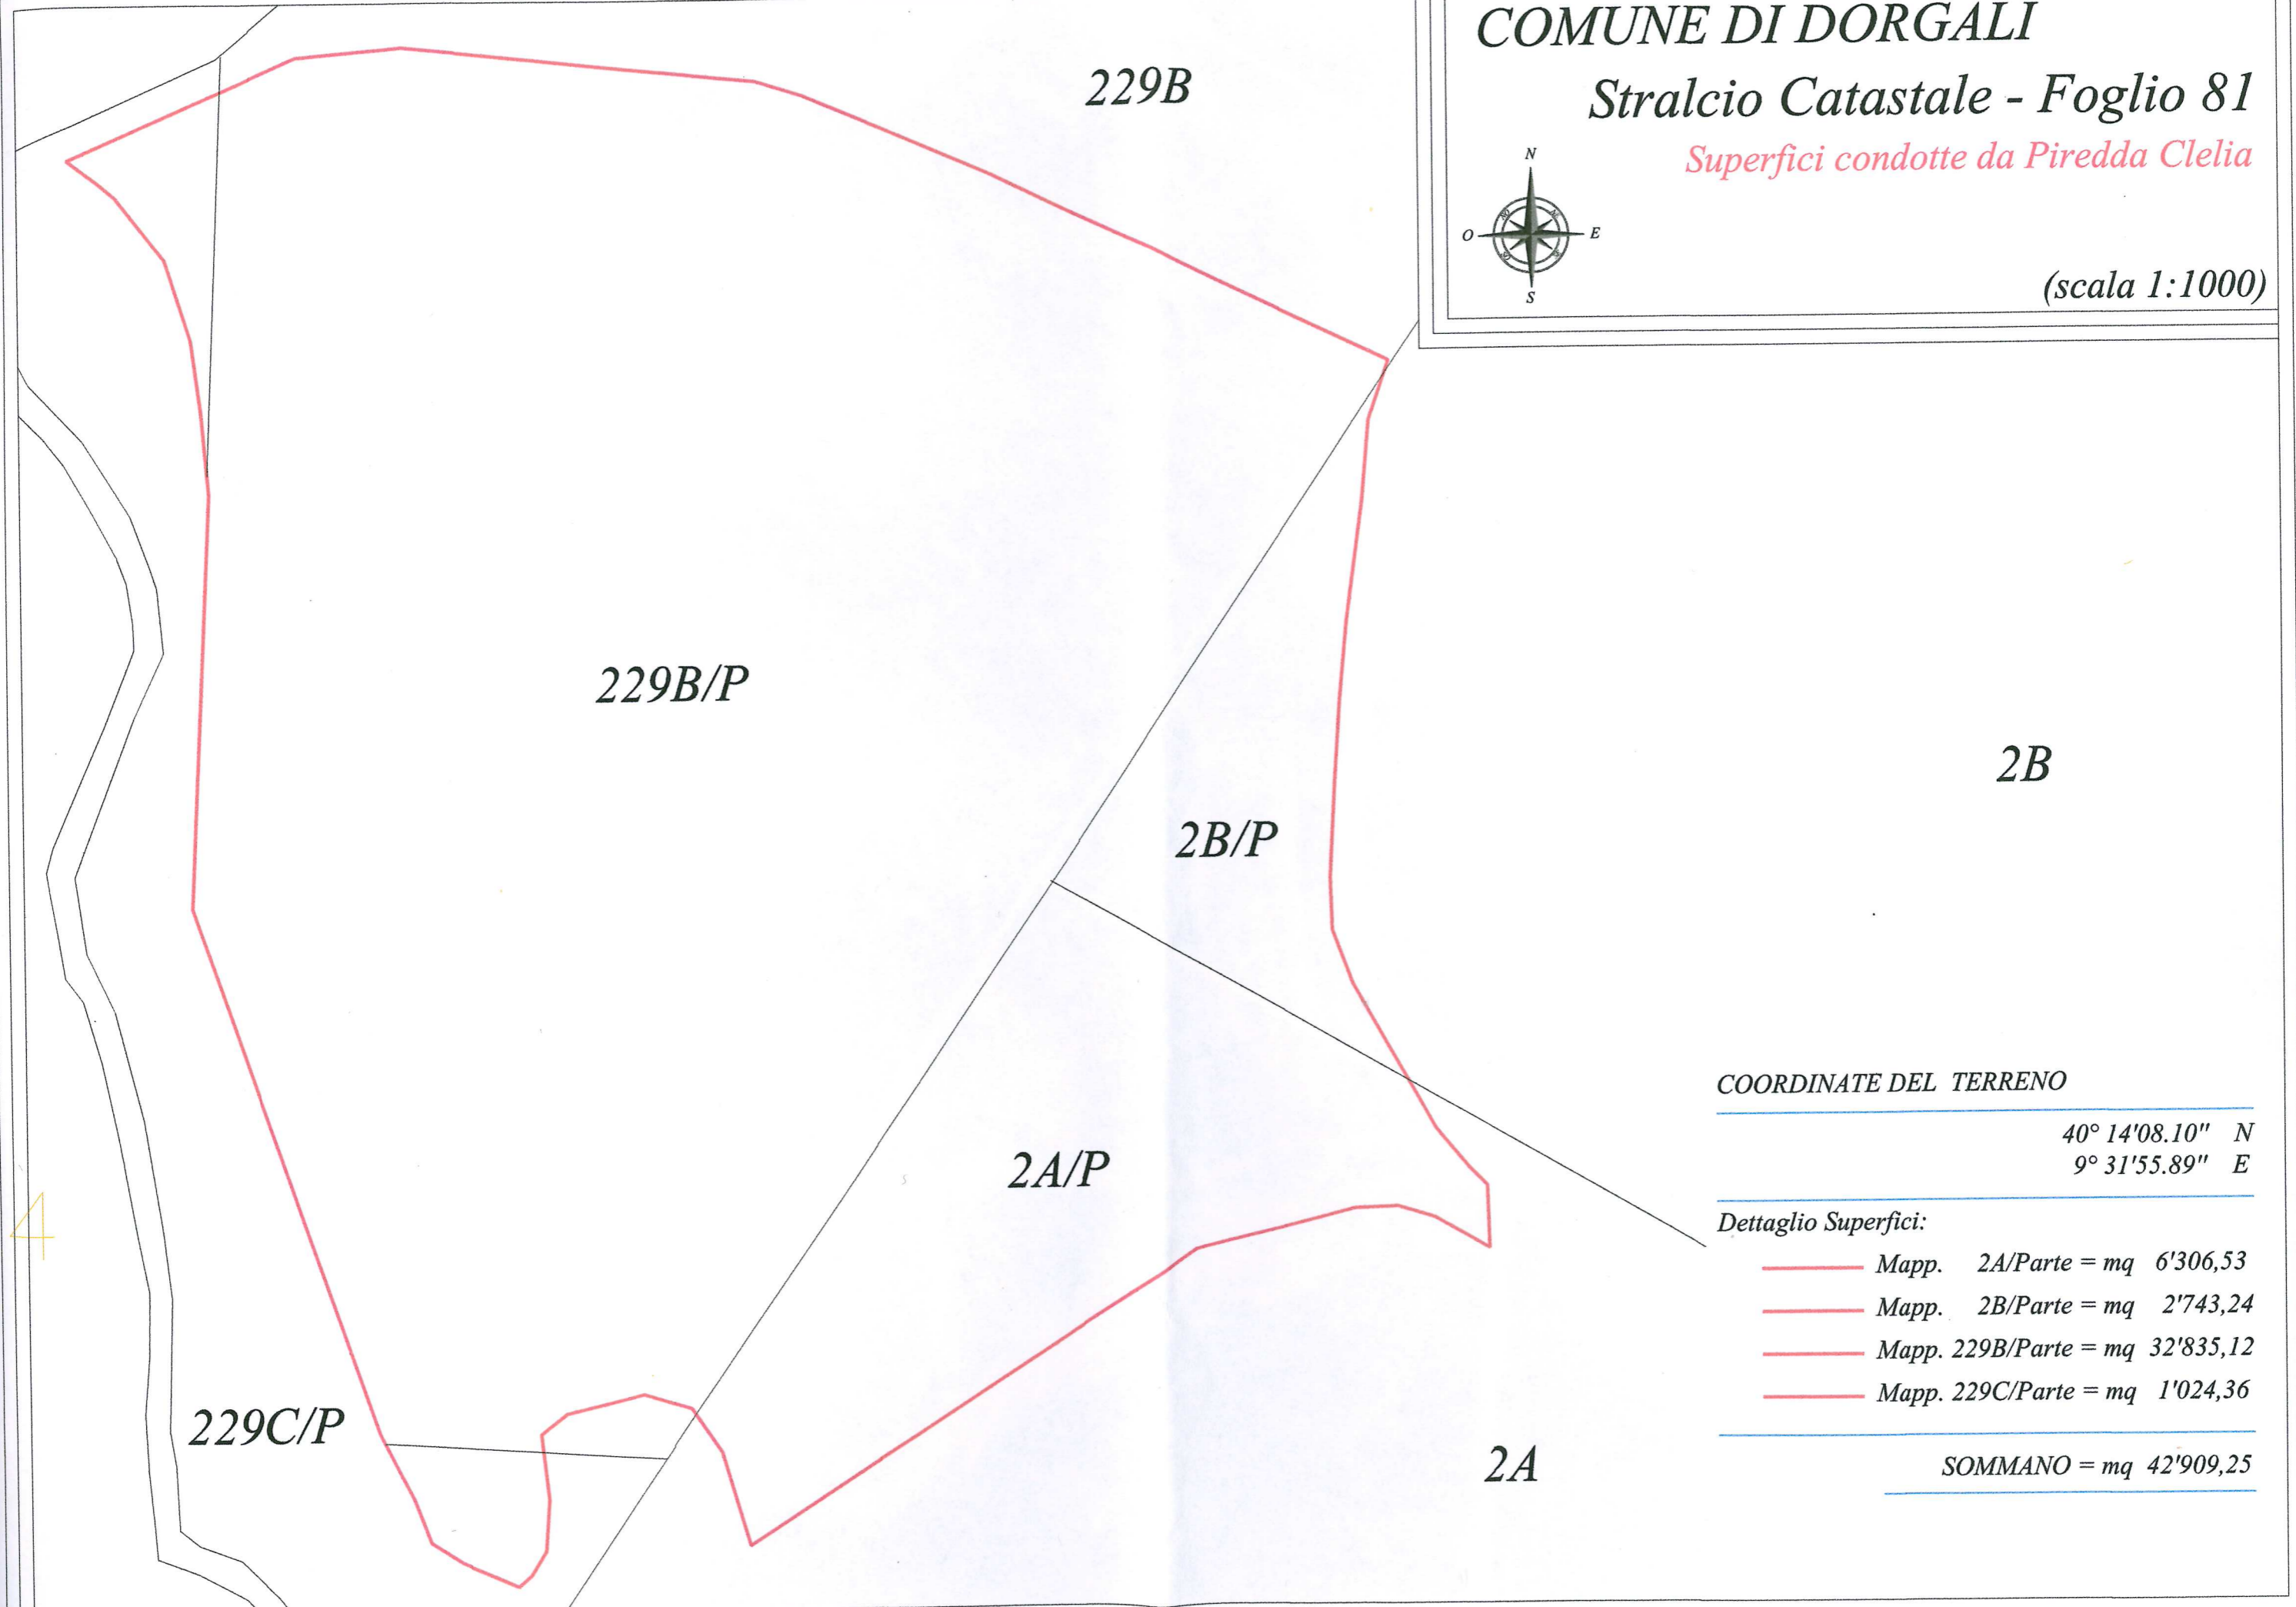 COMUNE DI DORGALI
Stralcio Catastale - Foglio 81
Superfici condotte da Piredda Clelia
N
O
E
S
(scala 1:1000)
229B
229B/P
2B
2B/P
2A/P
229C/P
2A
4
COORDINATE DEL TERRENO
40° 14'08.10" N
9° 31'55.89" E
Dettaglio Superfici:
Mapp. 2A/Parte = mq 6'306,53
Mapp. 2B/Parte = mq 2'743,24
Mapp. 229B/Parte = mq 32'835,12
Mapp. 229C/Parte = mq 1'024,36
SOMMANO = mq 42'909,25